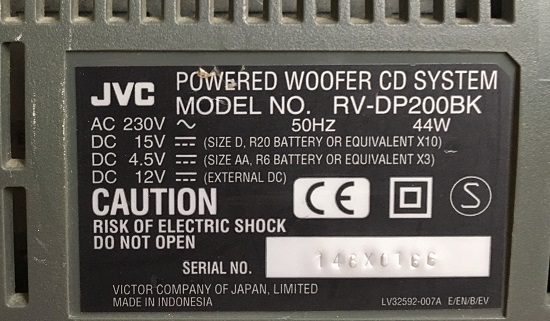 JVC POWERED WOOFER CD SYSTEM
MODEL NO. RV-DP200BK
AC 230V ~ 50HZ 44W
DC 15V ⎓ (SIZE D, R20 BATTERY OR EQUIVALENT X10)
DC 4.5V ⎓ (SIZE AA, R6 BATTERY OR EQUIVALENT X3)
DC 12V ⎓ (EXTERNAL DC)
CAUTION CE S
RISK OF ELECTRIC SHOCK
DO NOT OPEN
SERIAL NO. 146X0166
VICTOR COMPANY OF JAPAN, LIMITED
MADE IN INDONESIA LV32592-007A E/EN/B/EV